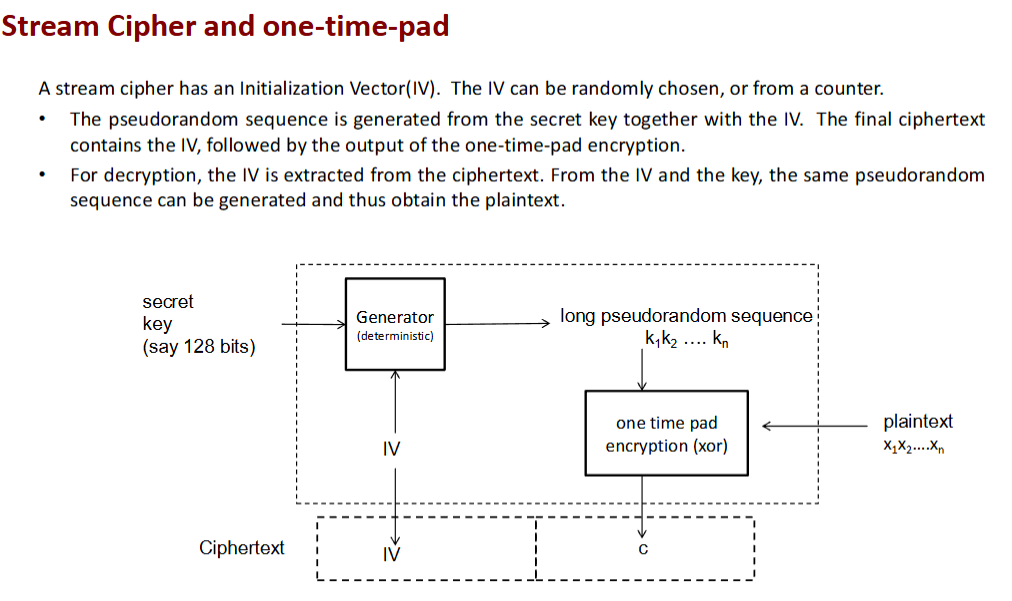 Stream Cipher and one-time-pad
A stream cipher has an Initialization Vector(IV).  The IV can be randomly chosen, or from a counter.
• The pseudorandom sequence is generated from the secret key together with the IV.  The final ciphertext
contains the IV, followed by the output of the one-time-pad encryption.
• For decryption, the IV is extracted from the ciphertext. From the IV and the key, the same pseudorandom
sequence can be generated and thus obtain the plaintext.
secret
key
(say 128 bits)
Generator
(deterministic)
long pseudorandom sequence
k₁k₂ .... kₙ
one time pad
encryption (xor)
plaintext
x₁x₂....xₙ
IV
Ciphertext
IV
c